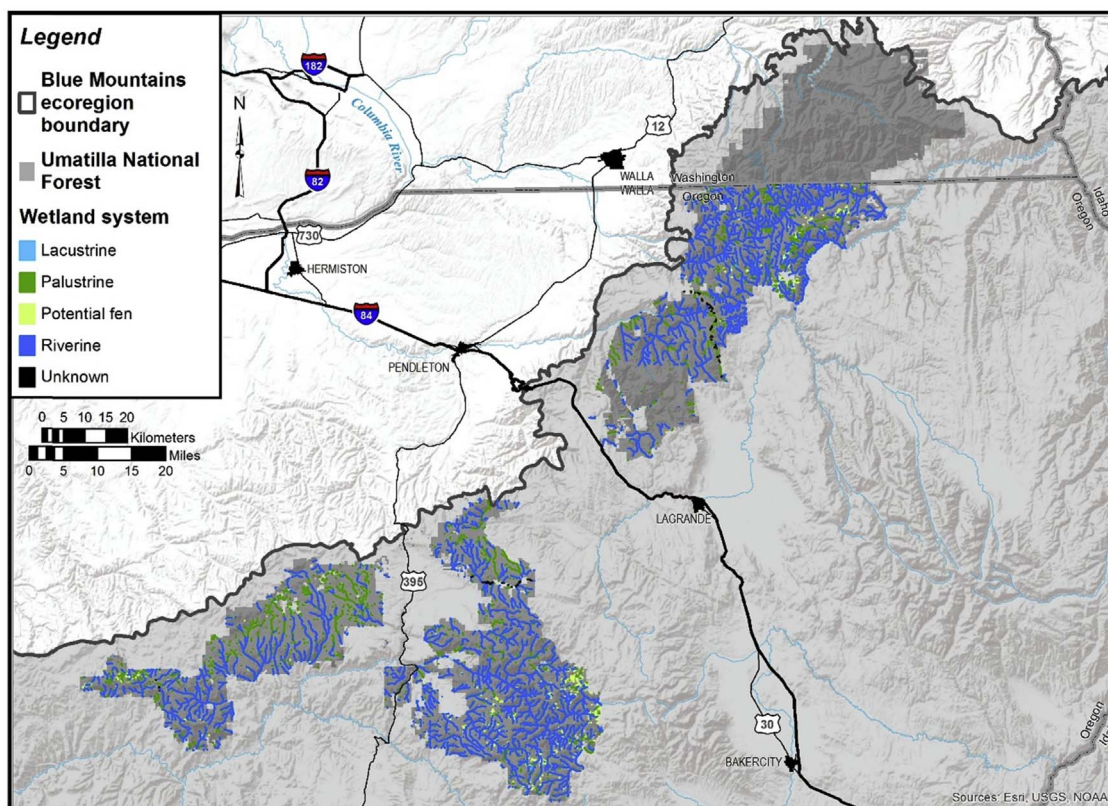 Legend
Blue Mountains
ecoregion
boundary
Umatilla National
Forest
Wetland system
Lacustrine
Palustrine
Potential fen
Riverine
Unknown
0 5 10 15 20
Kilometers
Miles
0 5 10 15 20
N
182
Columbia River
82
12
WALLA
WALLA
Washington
Oregon
Idaho
Oregon
730
HERMISTON
84
PENDLETON
LAGRANDE
395
30
BAKERCITY
Oregon
Sources: Esri, USGS, NOAA